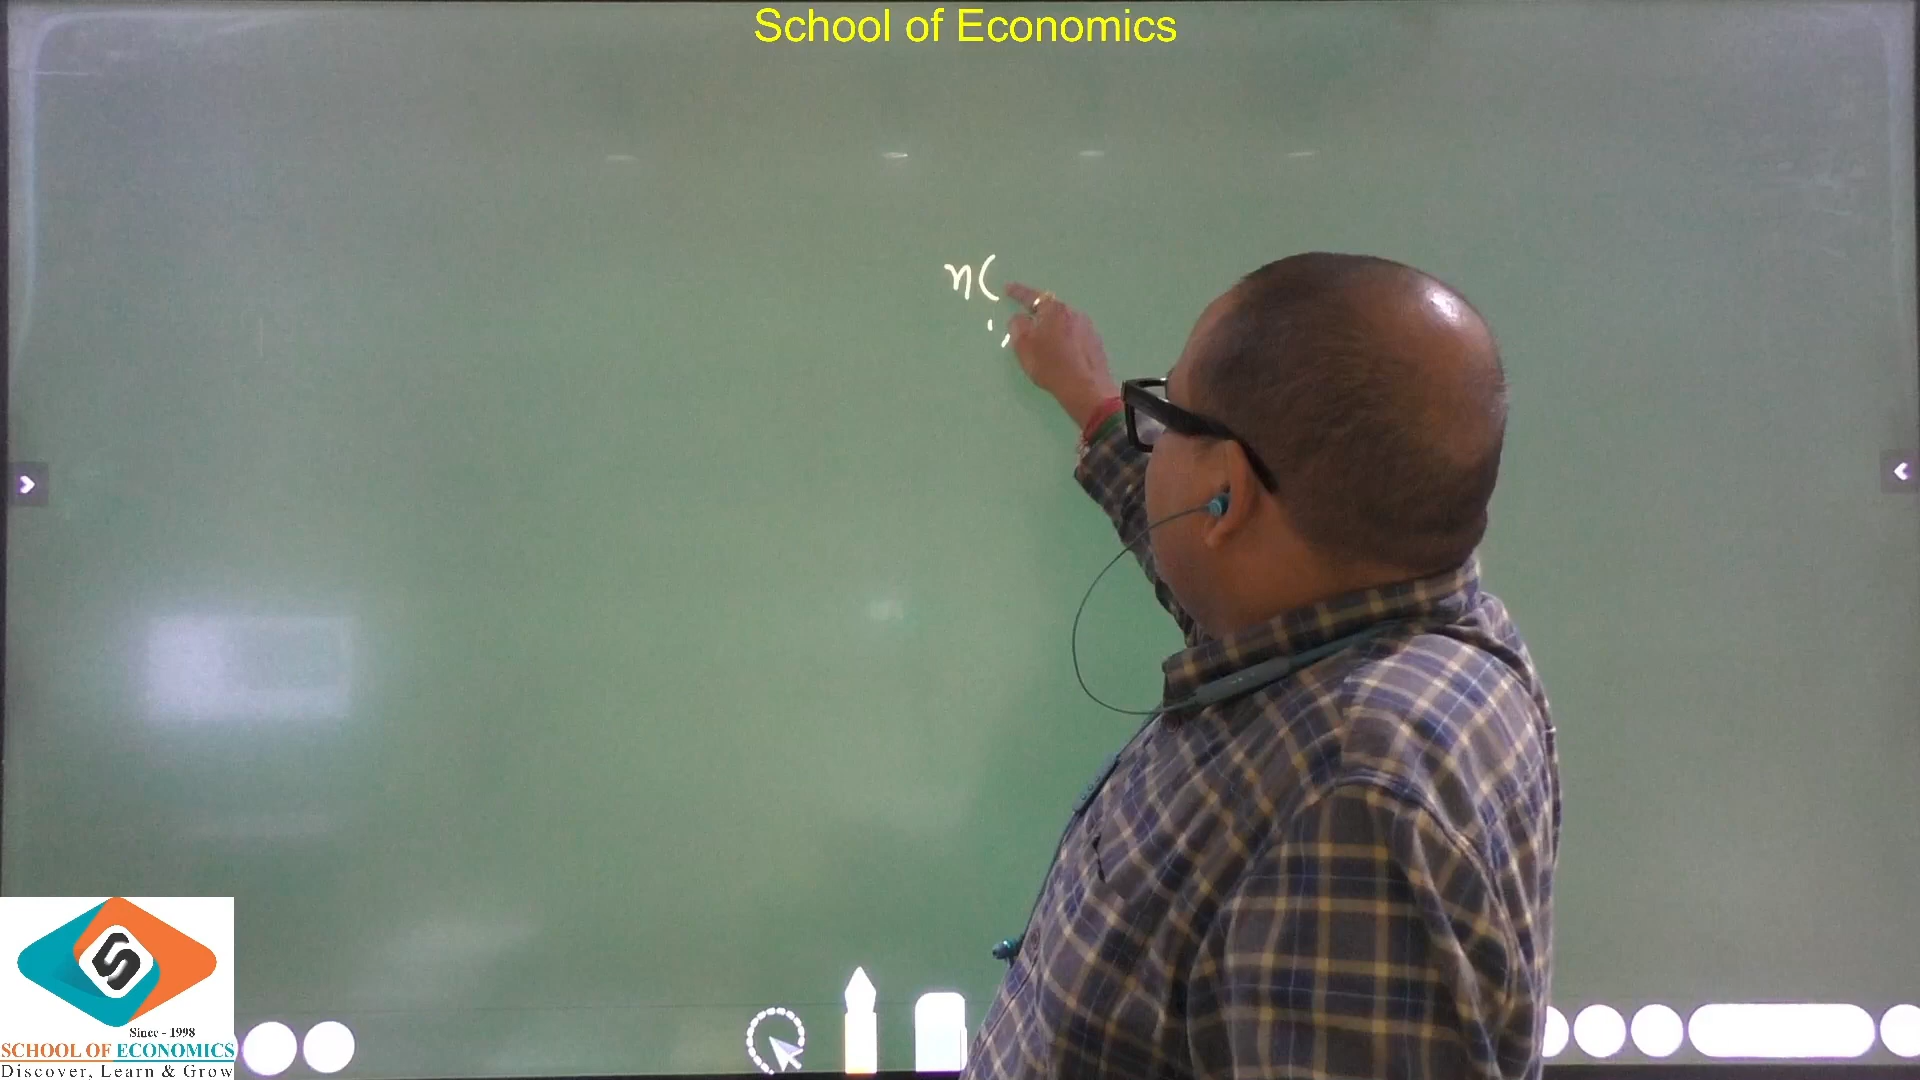 School of Economics
n(
S
Since - 1998
SCHOOL OF ECONOMICS
Discover, Learn & Grow